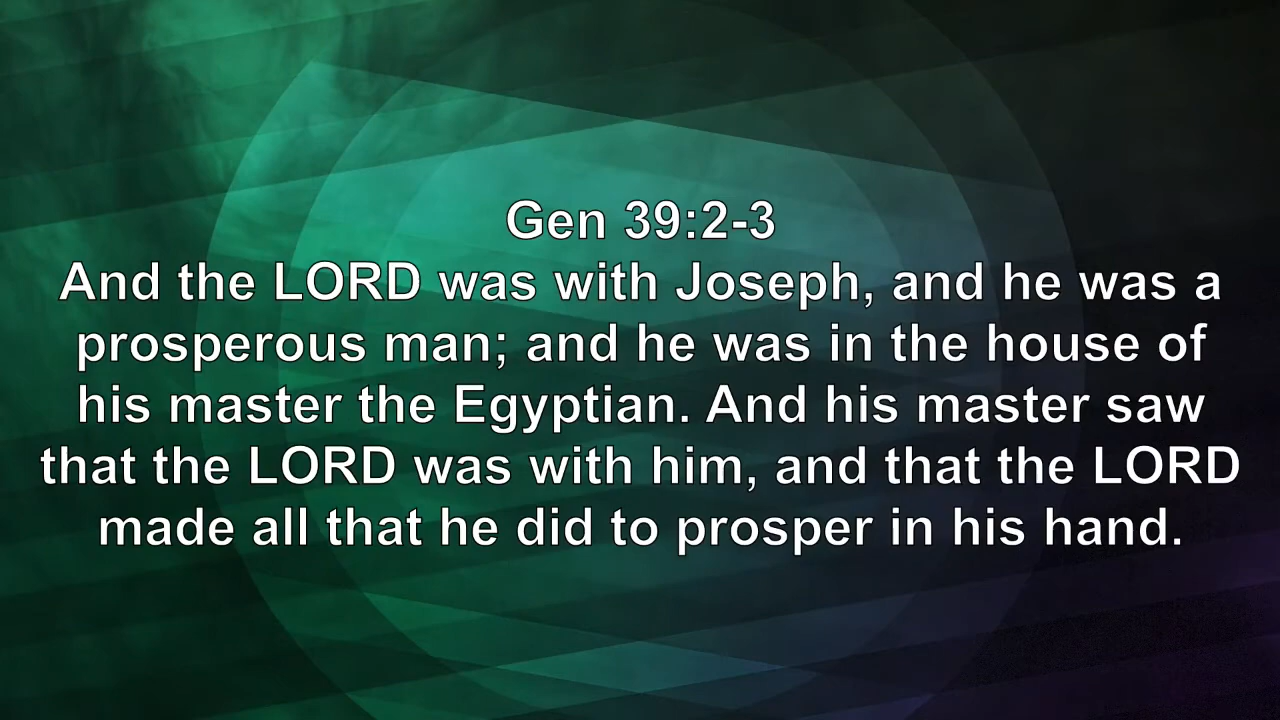 Gen 39:2-3
And the LORD was with Joseph, and he was a
prosperous man; and he was in the house of
his master the Egyptian. And his master saw
that the LORD was with him, and that the LORD
made all that he did to prosper in his hand.